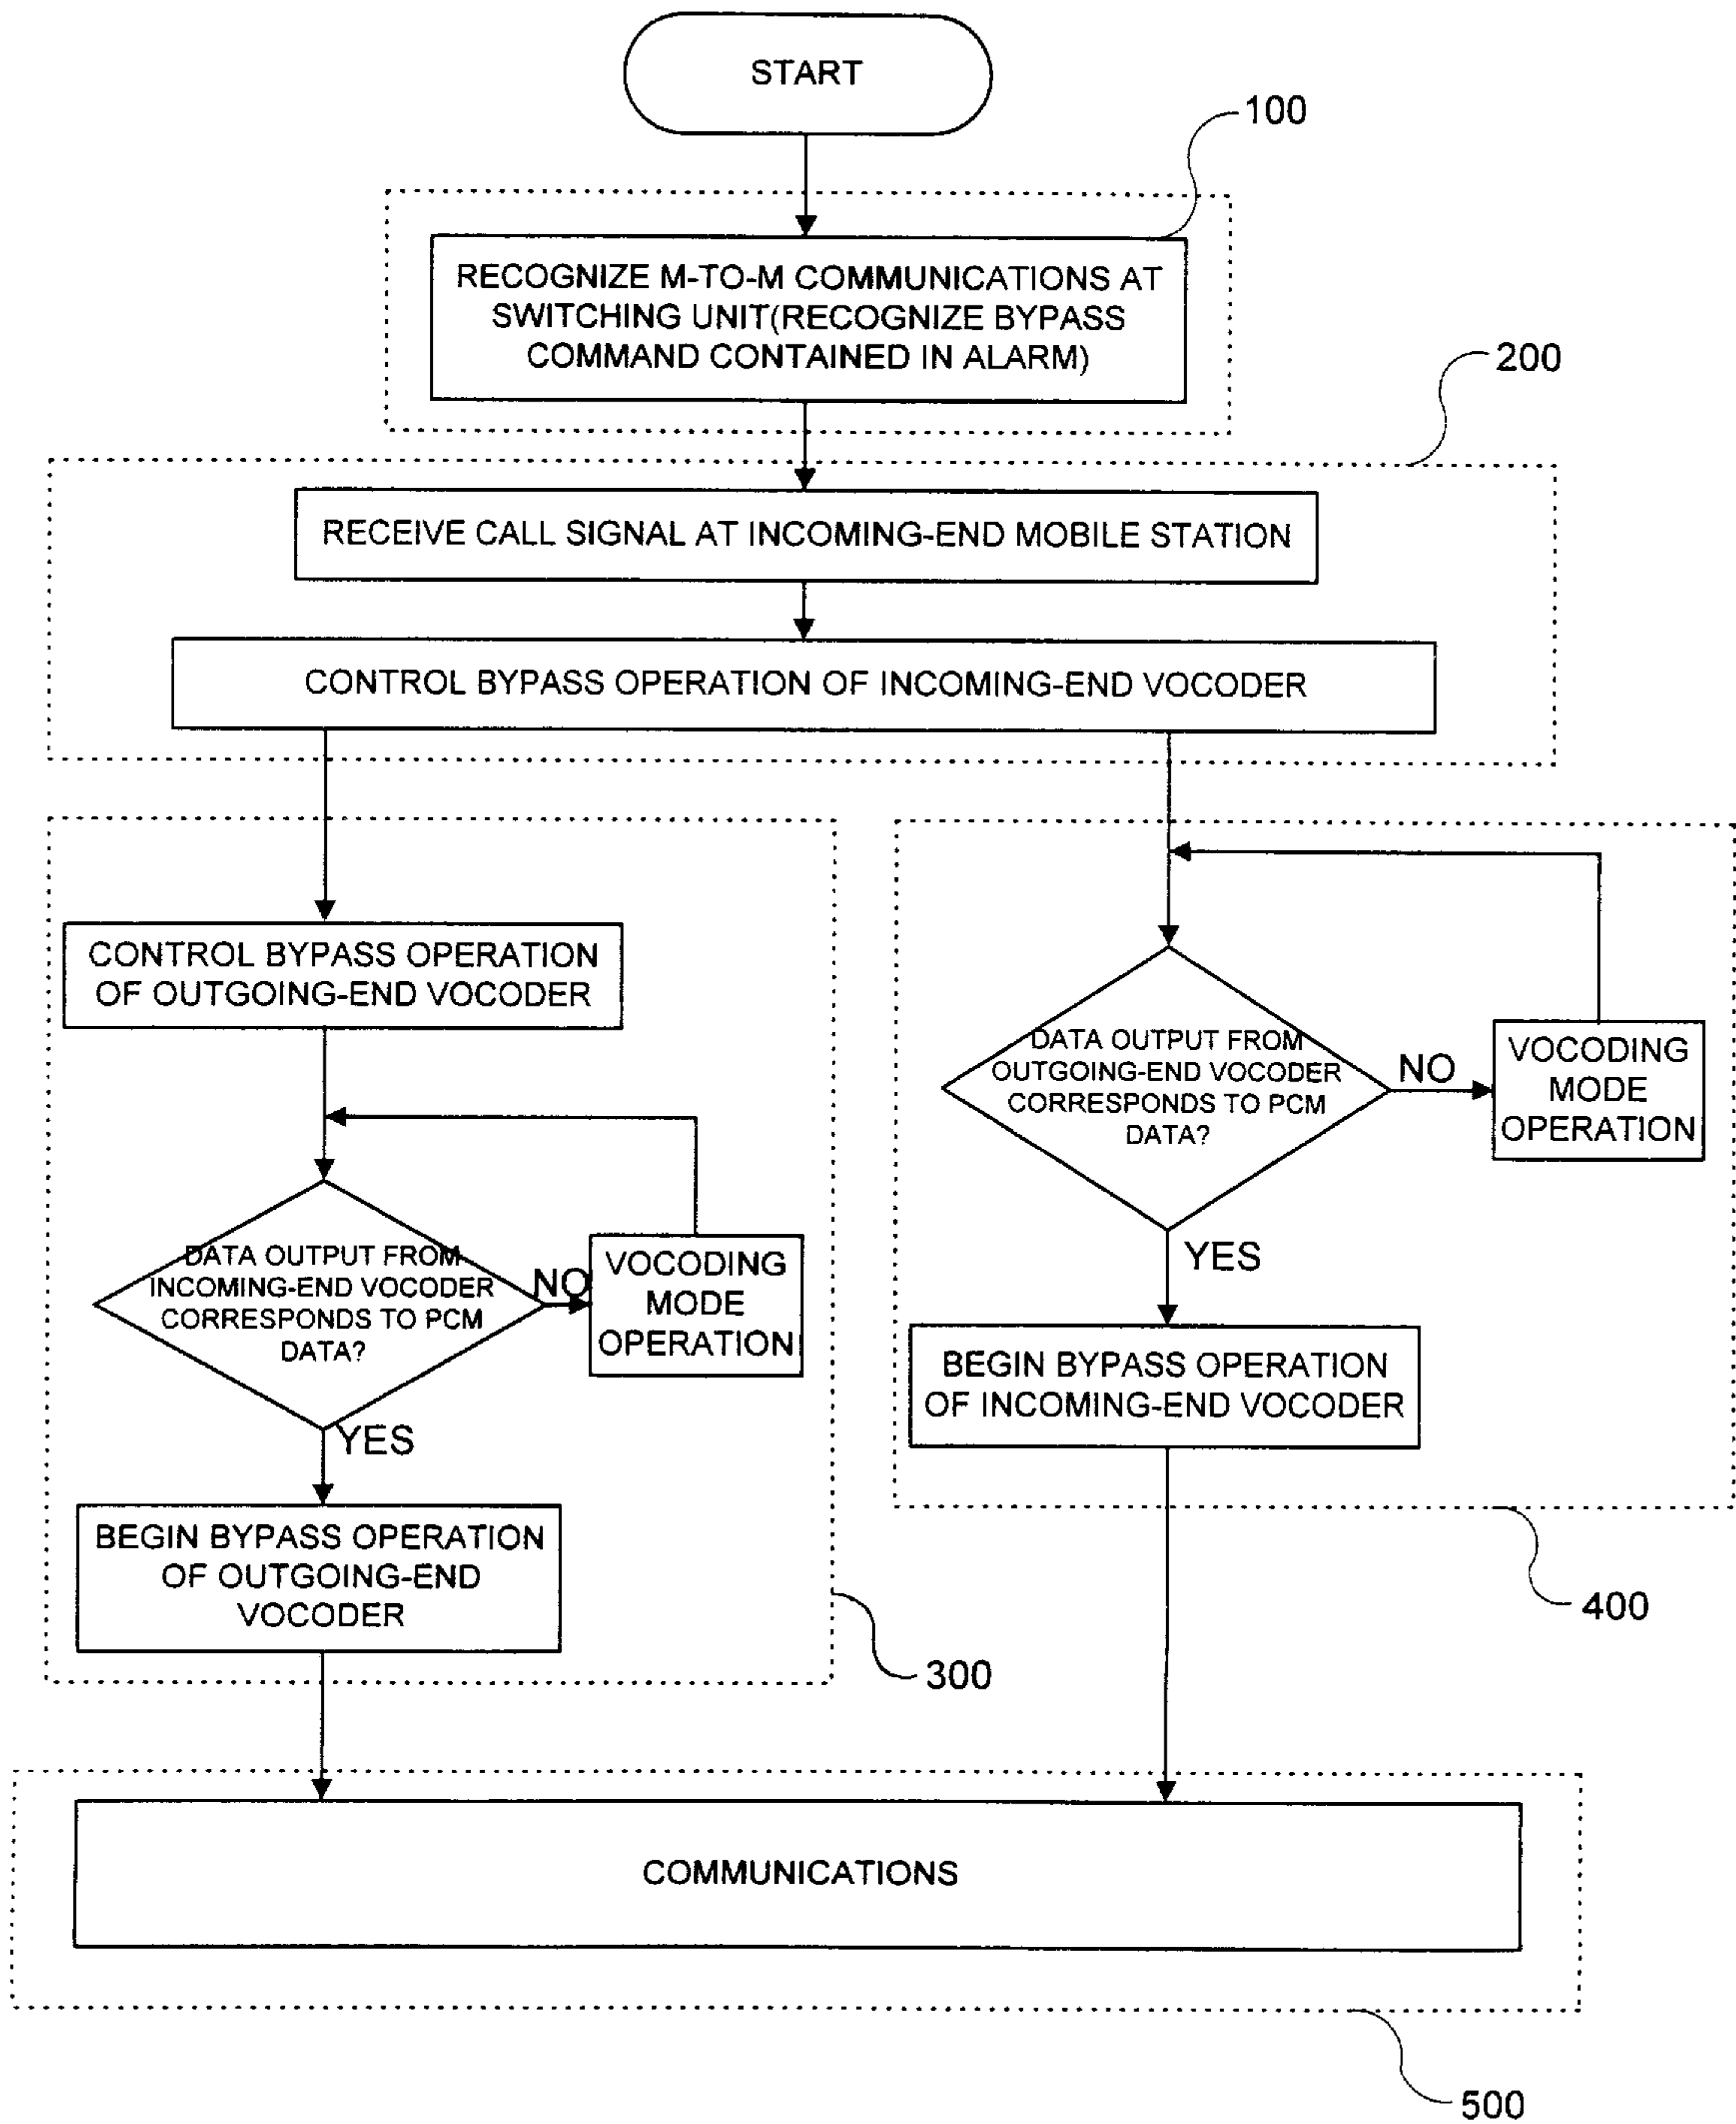 START
100
RECOGNIZE M-TO-M COMMUNICATIONS AT
SWITCHING UNIT(RECOGNIZE BYPASS
COMMAND CONTAINED IN ALARM)
200
RECEIVE CALL SIGNAL AT INCOMING-END MOBILE STATION
CONTROL BYPASS OPERATION OF INCOMING-END VOCODER
CONTROL BYPASS OPERATION
OF OUTGOING-END VOCODER
DATA OUTPUT FROM
INCOMING-END VOCODER
CORRESPONDS TO PCM
DATA?
NO
VOCODING
MODE
OPERATION
YES
BEGIN BYPASS OPERATION
OF OUTGOING-END
VOCODER
300
DATA OUTPUT FROM
OUTGOING-END VOCODER
CORRESPONDS TO PCM
DATA?
NO
VOCODING
MODE
OPERATION
YES
BEGIN BYPASS OPERATION
OF INCOMING-END VOCODER
400
COMMUNICATIONS
500